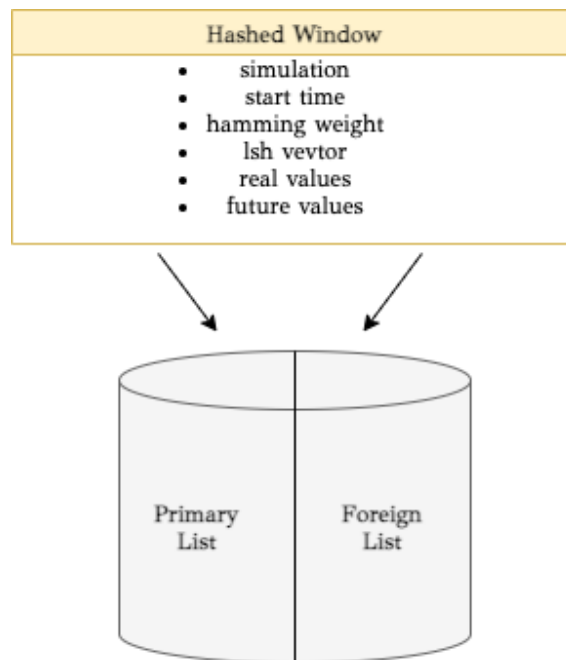 Hashed Window
• simulation
• start time
• hamming weight
• lsh vevtor
• real values
• future values
Primary
List
Foreign
List